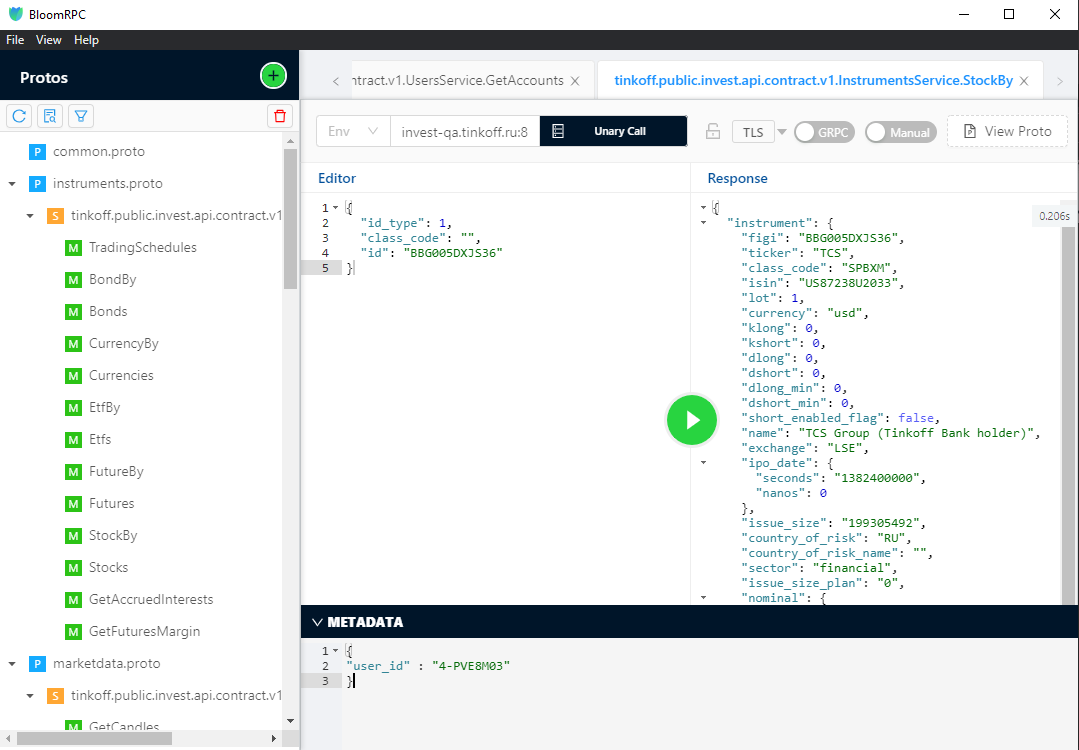 BloomRPC
File View Help
Protos
ntract.v1.UsersService.GetAccounts
tinkoff.public.invest.api.contract.v1.InstrumentsService.StockBy
Env
invest-qa.tinkoff.ru:8
Unary Call
TLS
GRPC
Manual
View Proto
common.proto
instruments.proto
tinkoff.public.invest.api.contract.v1
TradingSchedules
BondBy
Bonds
CurrencyBy
Currencies
EtfBy
Etfs
FutureBy
Futures
StockBy
Stocks
GetAccruedInterests
GetFuturesMargin
marketdata.proto
tinkoff.public.invest.api.contract.v1
GetCandles
Editor
1 {
2 "id_type": 1,
3 "class_code": "",
4 "id": "BBG005DXJS36"
5 }
Response
0.206s
{
"instrument": {
"figi": "BBG005DXJS36",
"ticker": "TCS",
"class_code": "SPBXM",
"isin": "US87238U2033",
"lot": 1,
"currency": "usd",
"klong": 0,
"kshort": 0,
"dlong": 0,
"dshort": 0,
"dlong_min": 0,
"dshort_min": 0,
"short_enabled_flag": false,
"name": "TCS Group (Tinkoff Bank holder)",
"exchange": "LSE",
"ipo_date": {
"seconds": "1382400000",
"nanos": 0
},
"issue_size": "199305492",
"country_of_risk": "RU",
"country_of_risk_name": "",
"sector": "financial",
"issue_size_plan": "0",
"nominal": {
METADATA
1 {
2 "user_id" : "4-PVE8M03"
3 }